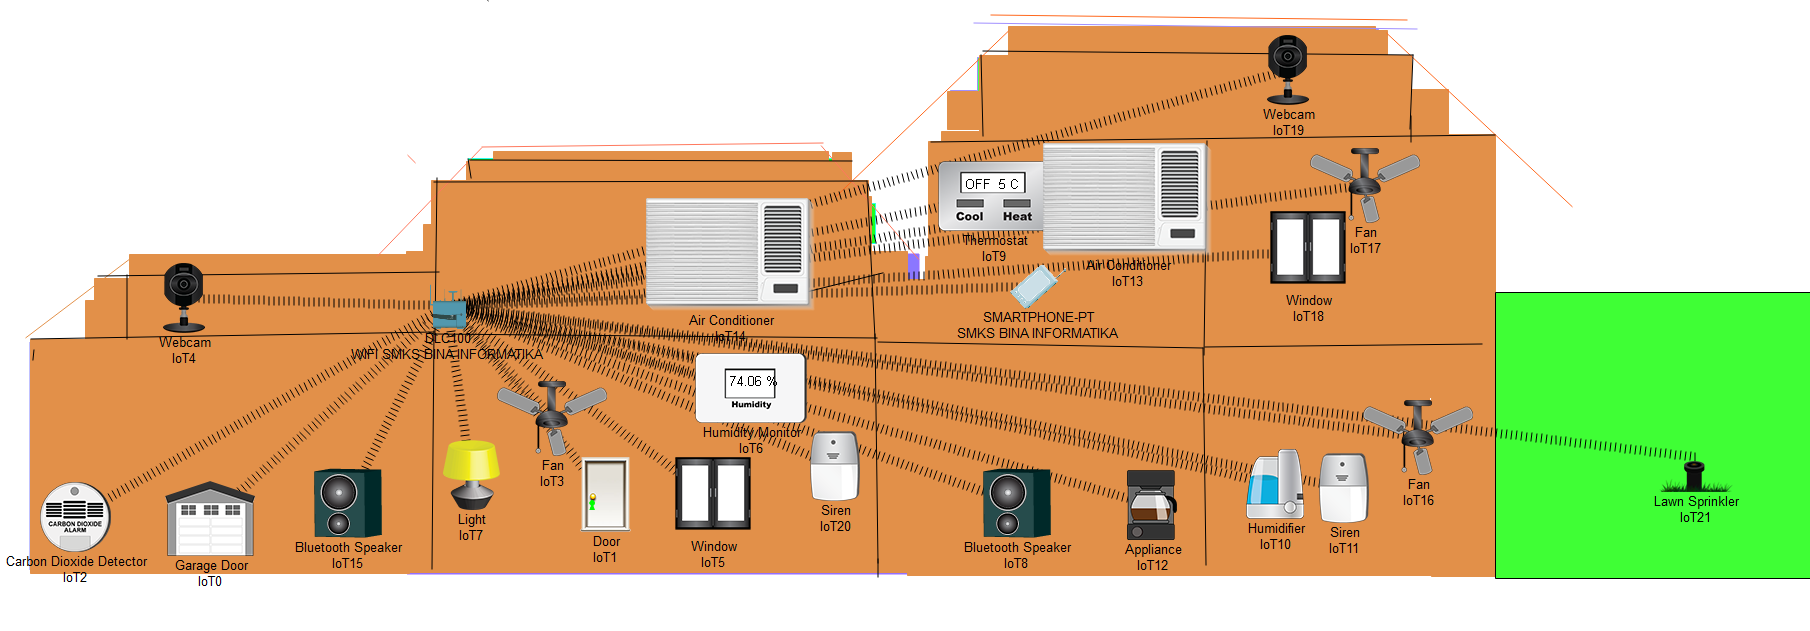 Webcam
IoT19
OFF 5 C
Cool Heat
Thermostat
IoT9
Air Conditioner
IoT13
Fan
IoT17
Window
IoT18
SMARTPHONE-PT
SMKS BINA INFORMATIKA
Air Conditioner
IoT14
Webcam
IoT4
DLC100
WIFI SMKS BINA INFORMATIKA
74.06 %
Humidity
Humidity Monitor
IoT6
CARBON DIOXIDE
ALARM
Carbon Dioxide Detector
IoT2
Garage Door
IoT0
Bluetooth Speaker
IoT15
Light
IoT7
Fan
IoT3
Door
IoT1
Window
IoT5
Siren
IoT20
Bluetooth Speaker
IoT8
Appliance
IoT12
Humidifier
IoT10
Siren
IoT11
Fan
IoT16
Lawn Sprinkler
IoT21